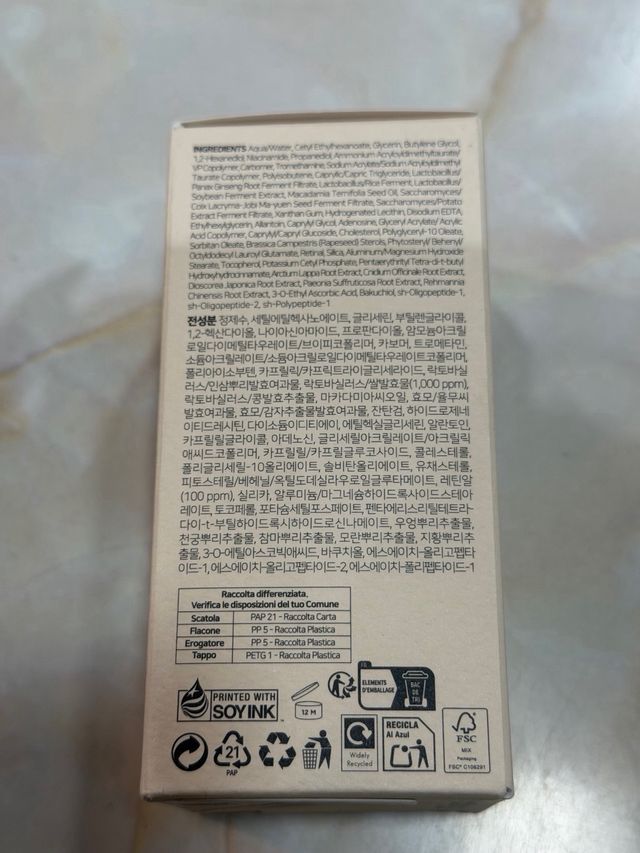 INGREDIENTS Aqua/Water, Cetyl Ethylhexanoate, Glycerin, Butylene Glycol,
1,2-Hexanediol, Niacinamide, Propanediol, Ammonium Acryloyldimethyltaurate/
VP Copolymer, Carbomer, Tromethamine, Sodium Acrylate/Sodium Acryloyldimethyl
Taurate Copolymer, Polyisobutene, Caprylic/Capric Triglyceride, Lactobacillus/
Panax Ginseng Root Ferment Filtrate, Lactobacillus/Rice Ferment, Lactobacillus/
Soybean Ferment Extract, Macadamia Ternifolia Seed Oil, Saccharomyces/
Coix Lacryma-Jobi Ma-yuen Seed Ferment Filtrate, Saccharomyces/Potato
Extract Ferment Filtrate, Xanthan Gum, Hydrogenated Lecithin, Disodium EDTA,
Ethylhexylglycerin, Allantoin, Caprylyl Glycol, Adenosine, Glyceryl Acrylate/ Acrylic
Acid Copolymer, Caprylyl/Capryl Glucoside, Cholesterol, Polyglyceryl-10 Oleate,
Sorbitan Oleate, Brassica Campestris (Rapeseed) Sterols, Phytosteryl/ Behenyl/
Octyldodecyl Lauroyl Glutamate, Retinal, Silica, Aluminum/Magnesium Hydroxide
Stearate, Tocopherol, Potassium Cetyl Phosphate, Pentaerythrityl Tetra-di-t-butyl
Hydroxyhydrocinnamate, Arctium Lappa Root Extract, Cnidium Officinale Root Extract,
Dioscorea Japonica Root Extract, Paeonia Suffruticosa Root Extract, Rehmannia
Chinensis Root Extract, 3-O-Ethyl Ascorbic Acid, Bakuchiol, sh-Oligopeptide-1,
sh-Oligopeptide-2, sh-Polypeptide-1
전성분 정제수, 세틸에틸헥사노에이트, 글리세린, 부틸렌글라이콜,
1,2-헥산다이올, 나이아신아마이드, 프로판다이올, 암모늄아크릴
로일다이메틸타우레이트/브이피코폴리머, 카보머, 트로메타민,
소듐아크릴레이트/소듐아크릴로일다이메틸타우레이트코폴리머,
폴리아이소부텐, 카프릴릭/카프릭트라이글리세라이드, 락토바실
러스/인삼뿌리발효여과물, 락토바실러스/쌀발효물(1,000 ppm),
락토바실러스/콩발효추출물, 마카다미아씨오일, 효모/율무씨
발효여과물, 효모/감자추출물발효여과물, 잔탄검, 하이드로제네
이티드레시틴, 다이소듐이디티에이, 에틸헥실글리세린, 알란토인,
카프릴릴글라이콜, 아데노신, 글리세릴아크릴레이트/아크릴릭
애씨드코폴리머, 카프릴릴/카프릴글루코사이드, 콜레스테롤,
폴리글리세릴-10올리에이트, 솔비탄올리에이트, 유채스테롤,
피토스테릴/베헤닐/옥틸도데실라우로일글루타메이트, 레틴알
(100 ppm), 실리카, 알루미늄/마그네슘하이드록사이드스테아
레이트, 토코페롤, 포타슘세틸포스페이트, 펜타에리스리틸테트라-
다이-t-부틸하이드록시하이드로신나메이트, 우엉뿌리추출물,
천궁뿌리추출물, 참마뿌리추출물, 모란뿌리추출물, 지황뿌리추
출물, 3-O-에틸아스코빅애씨드, 바쿠치올, 에스에이치-올리고펩타
이드-1, 에스에이치-올리고펩타이드-2, 에스에이치-폴리펩타이드-1
Raccolta differenziata.
Verifica le disposizioni del tuo Comune
Scatola PAP 21 - Raccolta Carta
Flacone PP 5 - Raccolta Plastica
Erogatore PP 5 - Raccolta Plastica
Tappo PETG 1 - Raccolta Plastica
PRINTED WITH
SOY INK
TM
12 M
FR
ELEMENTS
D'EMBALLAGE
BAC
DE
TRI
21
PAP
Widely
Recycled
RECICLA
Al Azul
FSC
MIX
Packaging
FSC® C106291